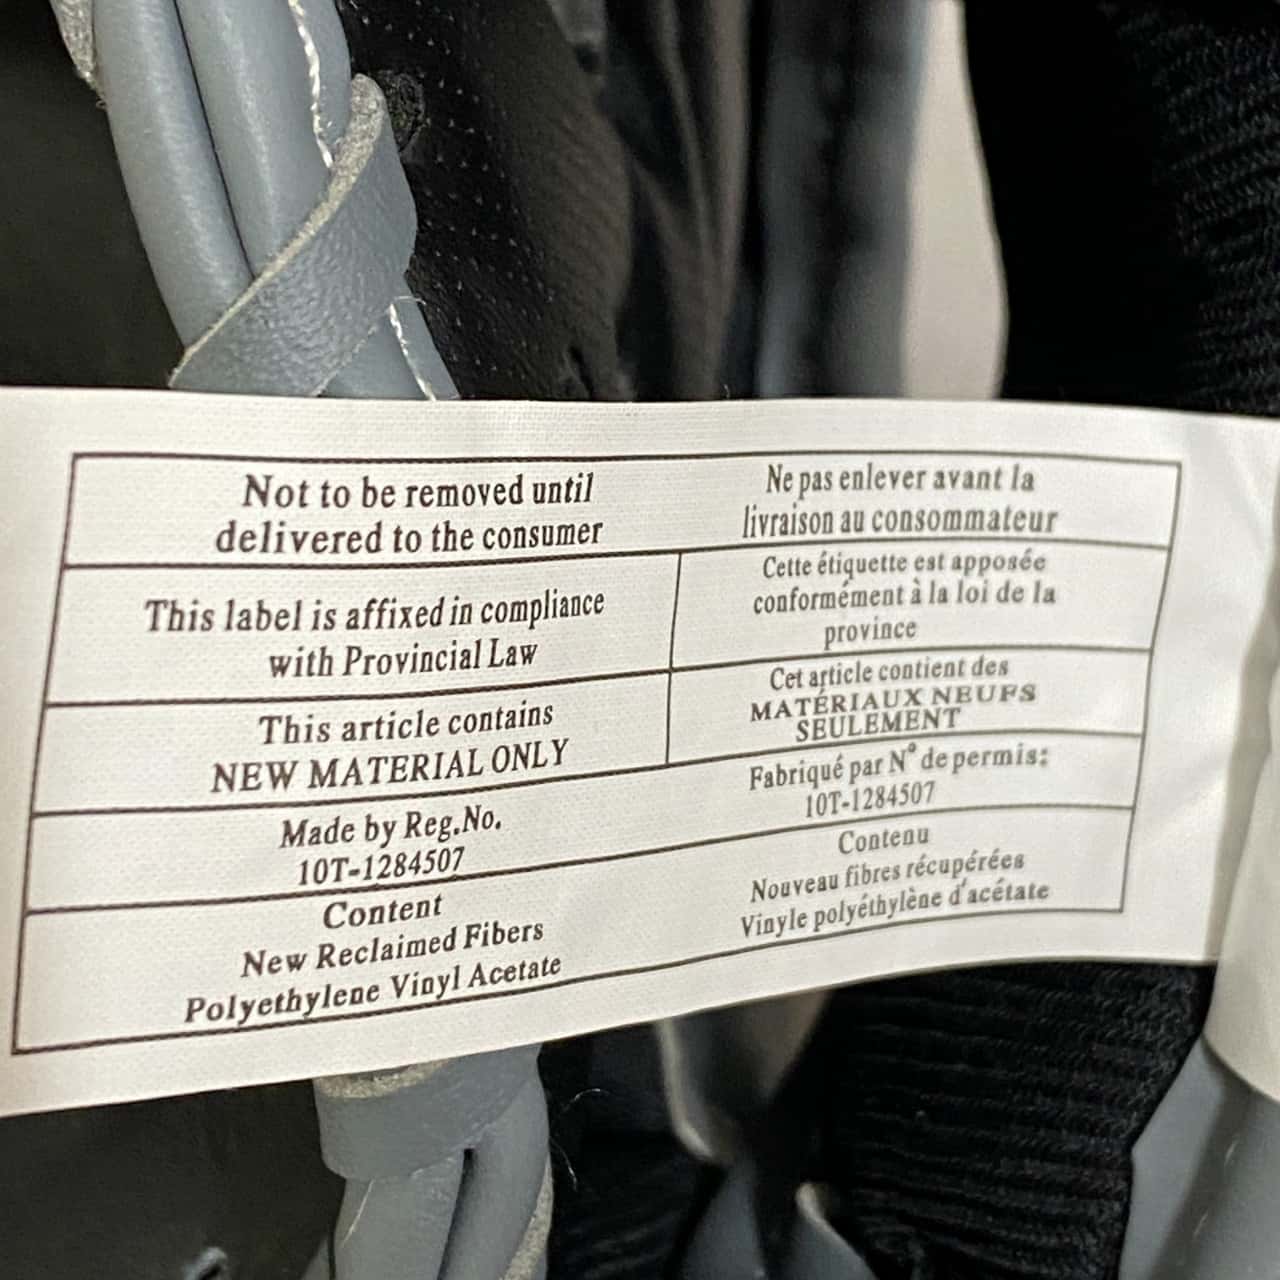 Not to be removed until
delivered to the consumer
Ne pas enlever avant la
livraison au consommateur
This label is affixed in compliance
with Provincial Law
Cette étiquette est apposée
conformément à la loi de la
province
This article contains
NEW MATERIAL ONLY
Cet article contient des
MATÉRIAUX NEUFS
SEULEMENT
Made by Reg.No.
10T-1284507
Fabriqué par N° de permis:
10T-1284507
Content
New Reclaimed Fibers
Polyethylene Vinyl Acetate
Contenu
Nouveau fibres récupérées
Vinyle polyéthylène d'acétate